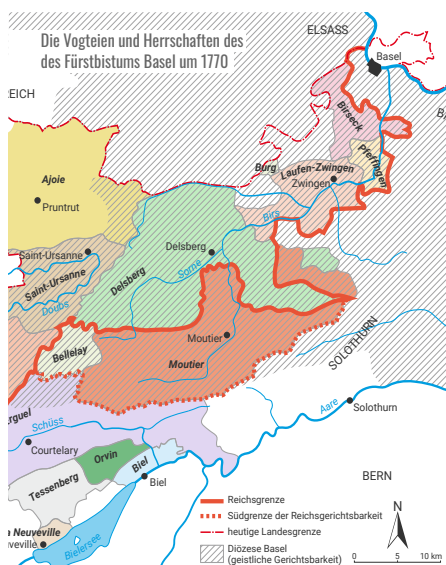 Die Vogteien und Herrschaften des
des Fürstbistums Basel um 1770
ELSASS
Basel
REICH
Birseck
Pfeffingen
Ajoie
Burg
Laufen-Zwingen
Zwingen
Pruntrut
Birs
Delsberg
Saint-Ursanne
Sorne
Saint-Ursanne
Delsberg
Doubs
Moutier
Bellelay
Moutier
SOLOTHURN
erguel
Schüss
Aare
Solothurn
Courtelary
Orvin
Biel
Tessenberg
Biel
BERN
Neuveville
uveville
Bielersee
Reichsgrenze
Südgrenze der Reichsgerichtsbarkeit
heutige Landesgrenze
Diözese Basel
(geistliche Gerichtsbarkeit)
N
0 5 10 km